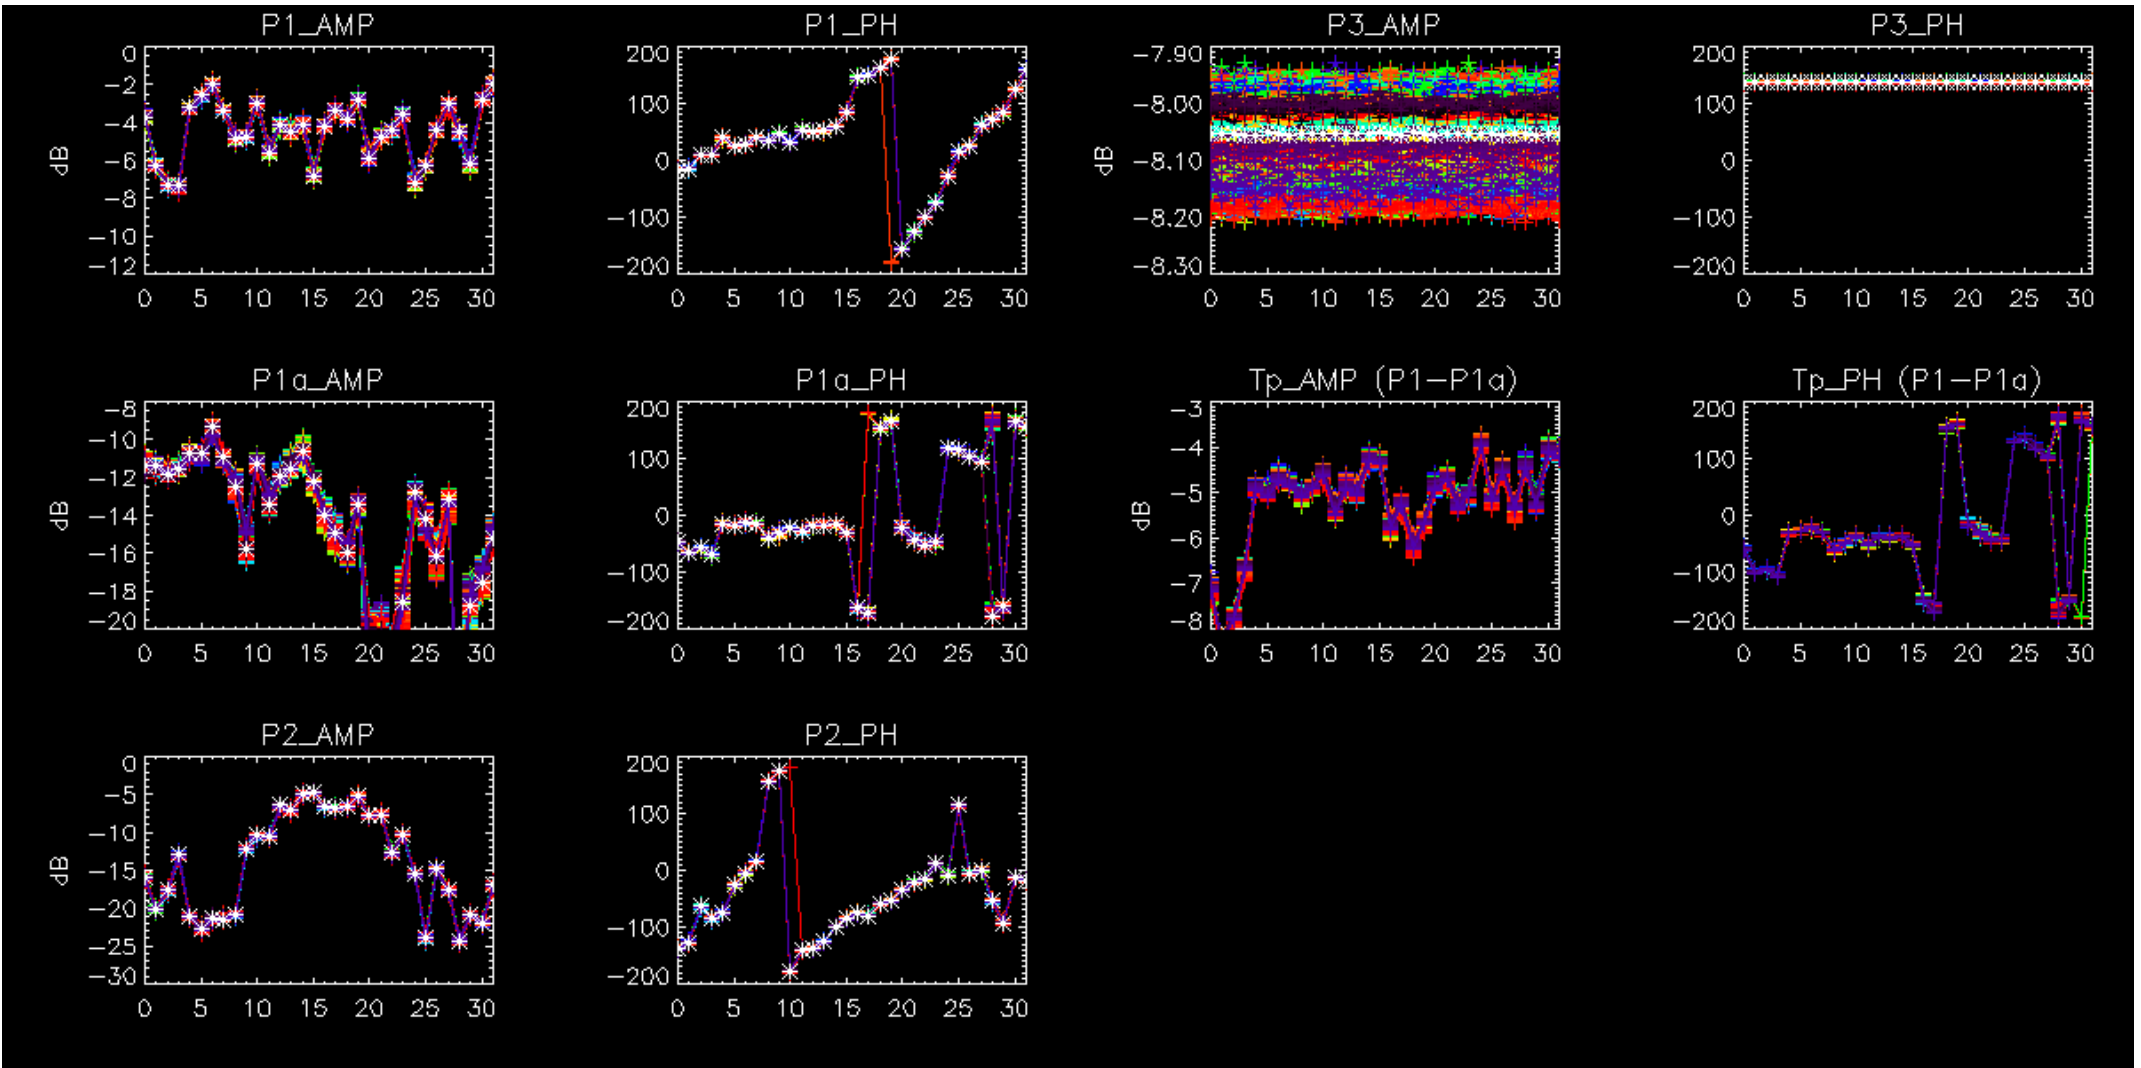 P1_AMP
P1_PH
P3_AMP
P3_PH
dB
0
−2
−4
−6
−8
−10
−12
0 5 10 15 20 25 30
200
100
0
−100
−200
0 5 10 15 20 25 30
dB
−7.90
−8.00
−8.10
−8.20
−8.30
0 5 10 15 20 25 30
200
100
0
−100
−200
0 5 10 15 20 25 30
P1a_AMP
P1a_PH
Tp_AMP (P1−P1a)
Tp_PH (P1−P1a)
dB
−8
−10
−12
−14
−16
−18
−20
0 5 10 15 20 25 30
200
100
0
−100
−200
0 5 10 15 20 25 30
dB
−3
−4
−5
−6
−7
−8
0 5 10 15 20 25 30
200
100
0
−100
−200
0 5 10 15 20 25 30
P2_AMP
P2_PH
dB
0
−5
−10
−15
−20
−25
−30
0 5 10 15 20 25 30
200
100
0
−100
−200
0 5 10 15 20 25 30